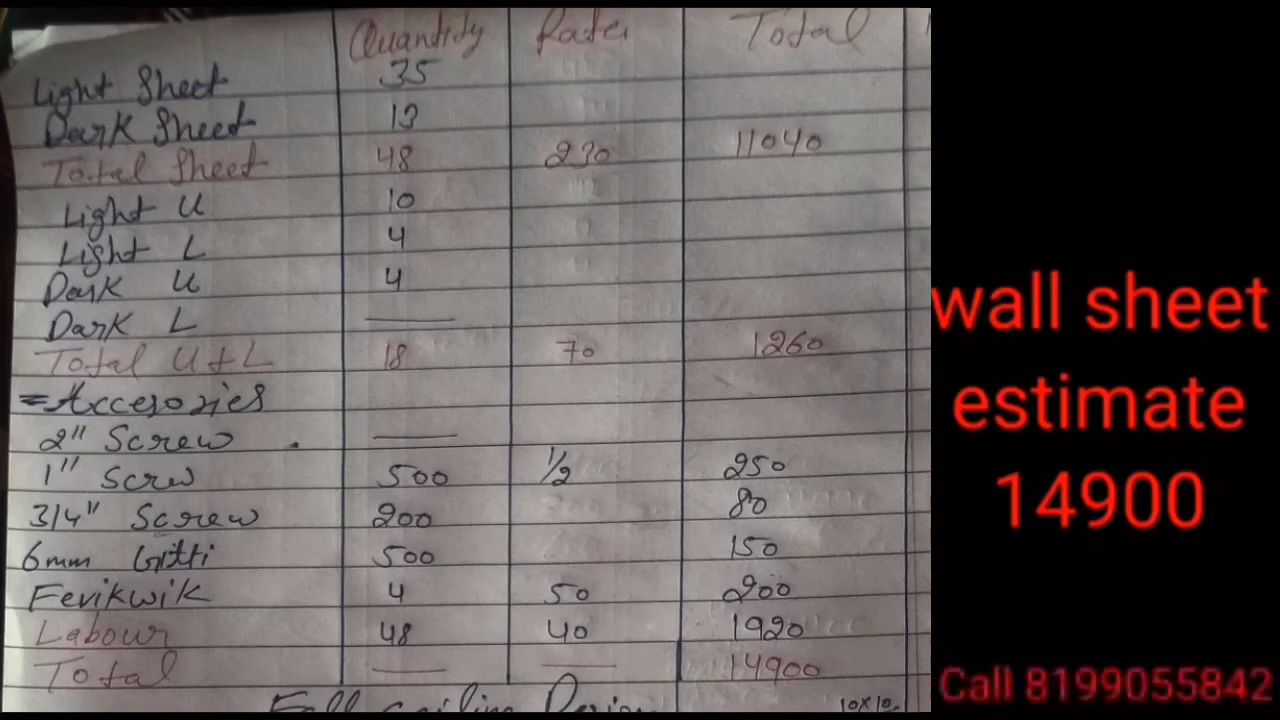 Quantity Rate Total
Light Sheet 35
Dark Sheet 13
Total Sheet 48 230 11040
Light U 10
Light L 4
Dark U 4
Dark L —
Total U+L 18 70 1260
=Accesories
2" Screw —
1" Scrw 500 1/2 250
3/4" Screw 200 80
6mm Gitti 500 150
Fevikwik 4 50 200
Labour 48 40 1920
Total — — 14900
10x10
wall sheet
estimate
14900
Call 8199055842